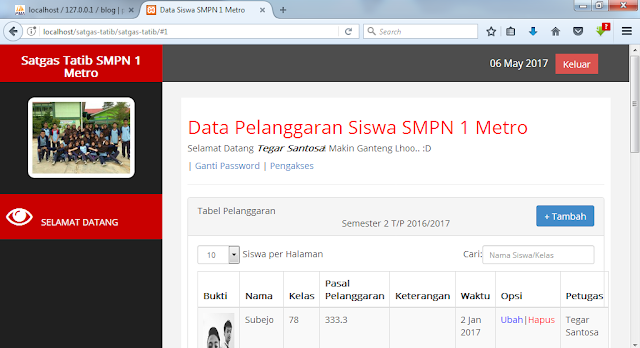 localhost / 127.0.0.1 / blog | p
Data Siswa SMPN 1 Metro
localhost/satgas-tatib/satgas-tatib/#1
Search
Satgas Tatib SMPN 1
Metro
06 May 2017
Keluar
SELAMAT DATANG
Data Pelanggaran Siswa SMPN 1 Metro
Selamat Datang Tegar Santosa! Makin Ganteng Lhoo.. :D
| Ganti Password | Pengakses
Tabel Pelanggaran
Semester 2 T/P 2016/2017
+ Tambah
10 Siswa per Halaman
Cari: Nama Siswa/Kelas
Bukti Nama Kelas Pasal Pelanggaran Keterangan Waktu Opsi Petugas
Subejo 78 333.3 2 Jan 2017 Ubah|Hapus Tegar Santosa